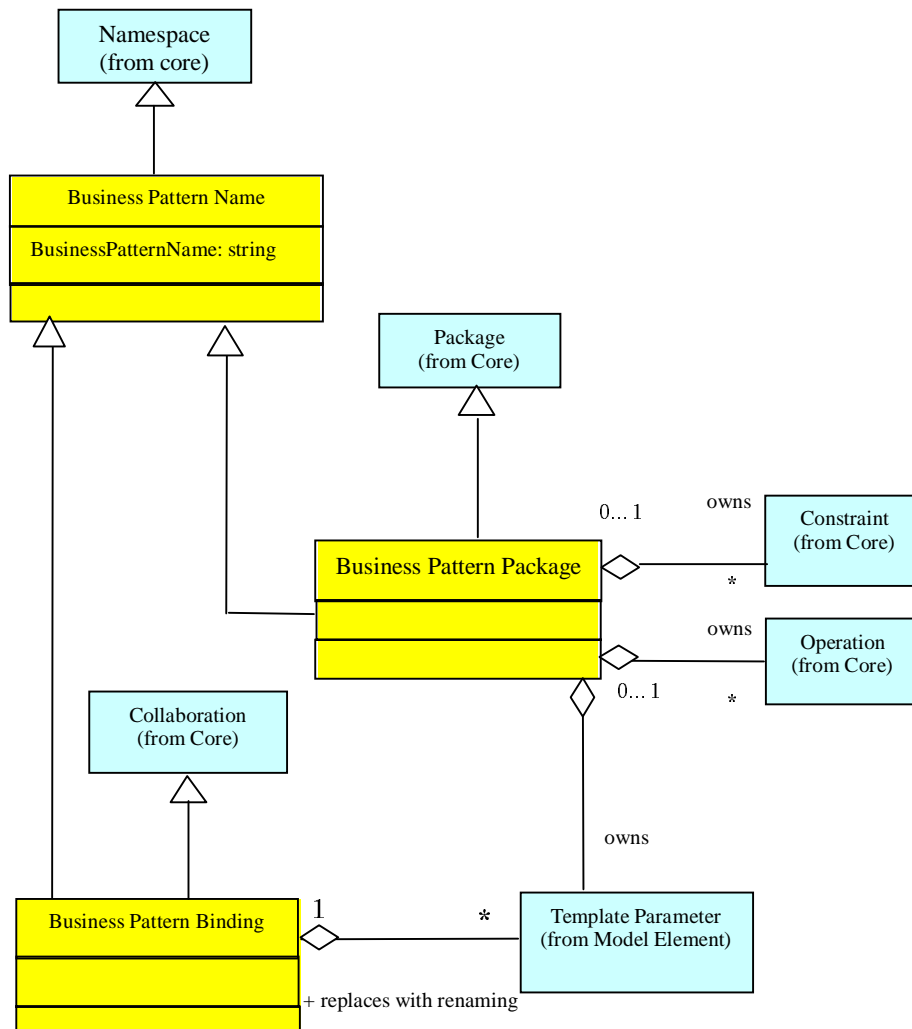 Namespace
(from core)
Business Pattern Name
BusinessPatternName: string
Package
(from Core)
0... 1
owns
Constraint
(from Core)
*
Business Pattern Package
owns
Operation
(from Core)
0... 1
*
Collaboration
(from Core)
owns
Business Pattern Binding
1
*
Template Parameter
(from Model Element)
+ replaces with renaming